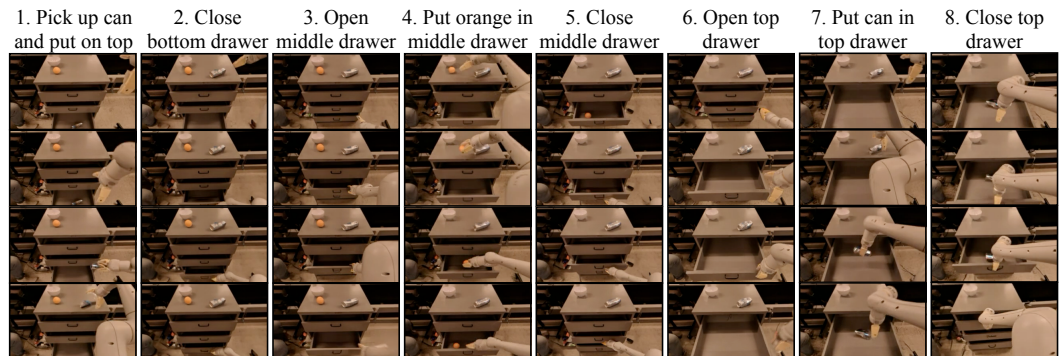 1. Pick up can
and put on top
2. Close
bottom drawer
3. Open
middle drawer
4. Put orange in
middle drawer
5. Close
middle drawer
6. Open top
drawer
7. Put can in
top drawer
8. Close top
drawer